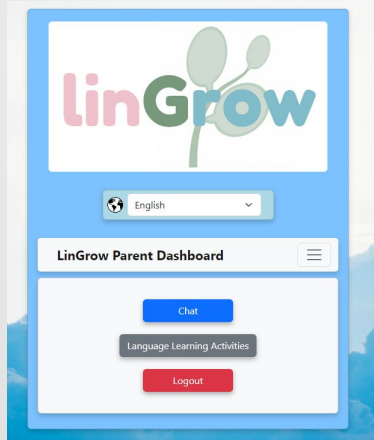 linGrow
English
LinGrow Parent Dashboard
Chat
Language Learning Activities
Logout